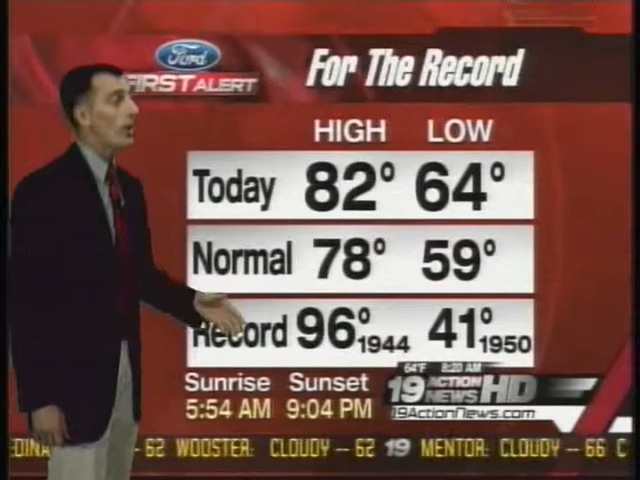 Ford
FIRST ALERT
For The Record
HIGH LOW
Today 82° 64°
Normal 78° 59°
Record 96° 1944 41° 1950
Sunrise Sunset
5:54 AM 9:04 PM
64°F 8:20 AM
19 ACTION NEWS HD
19ActionNews.com
DINA -- 62 WOOSTER: CLOUDY -- 62 19 MENTOR: CLOUDY -- 66 C